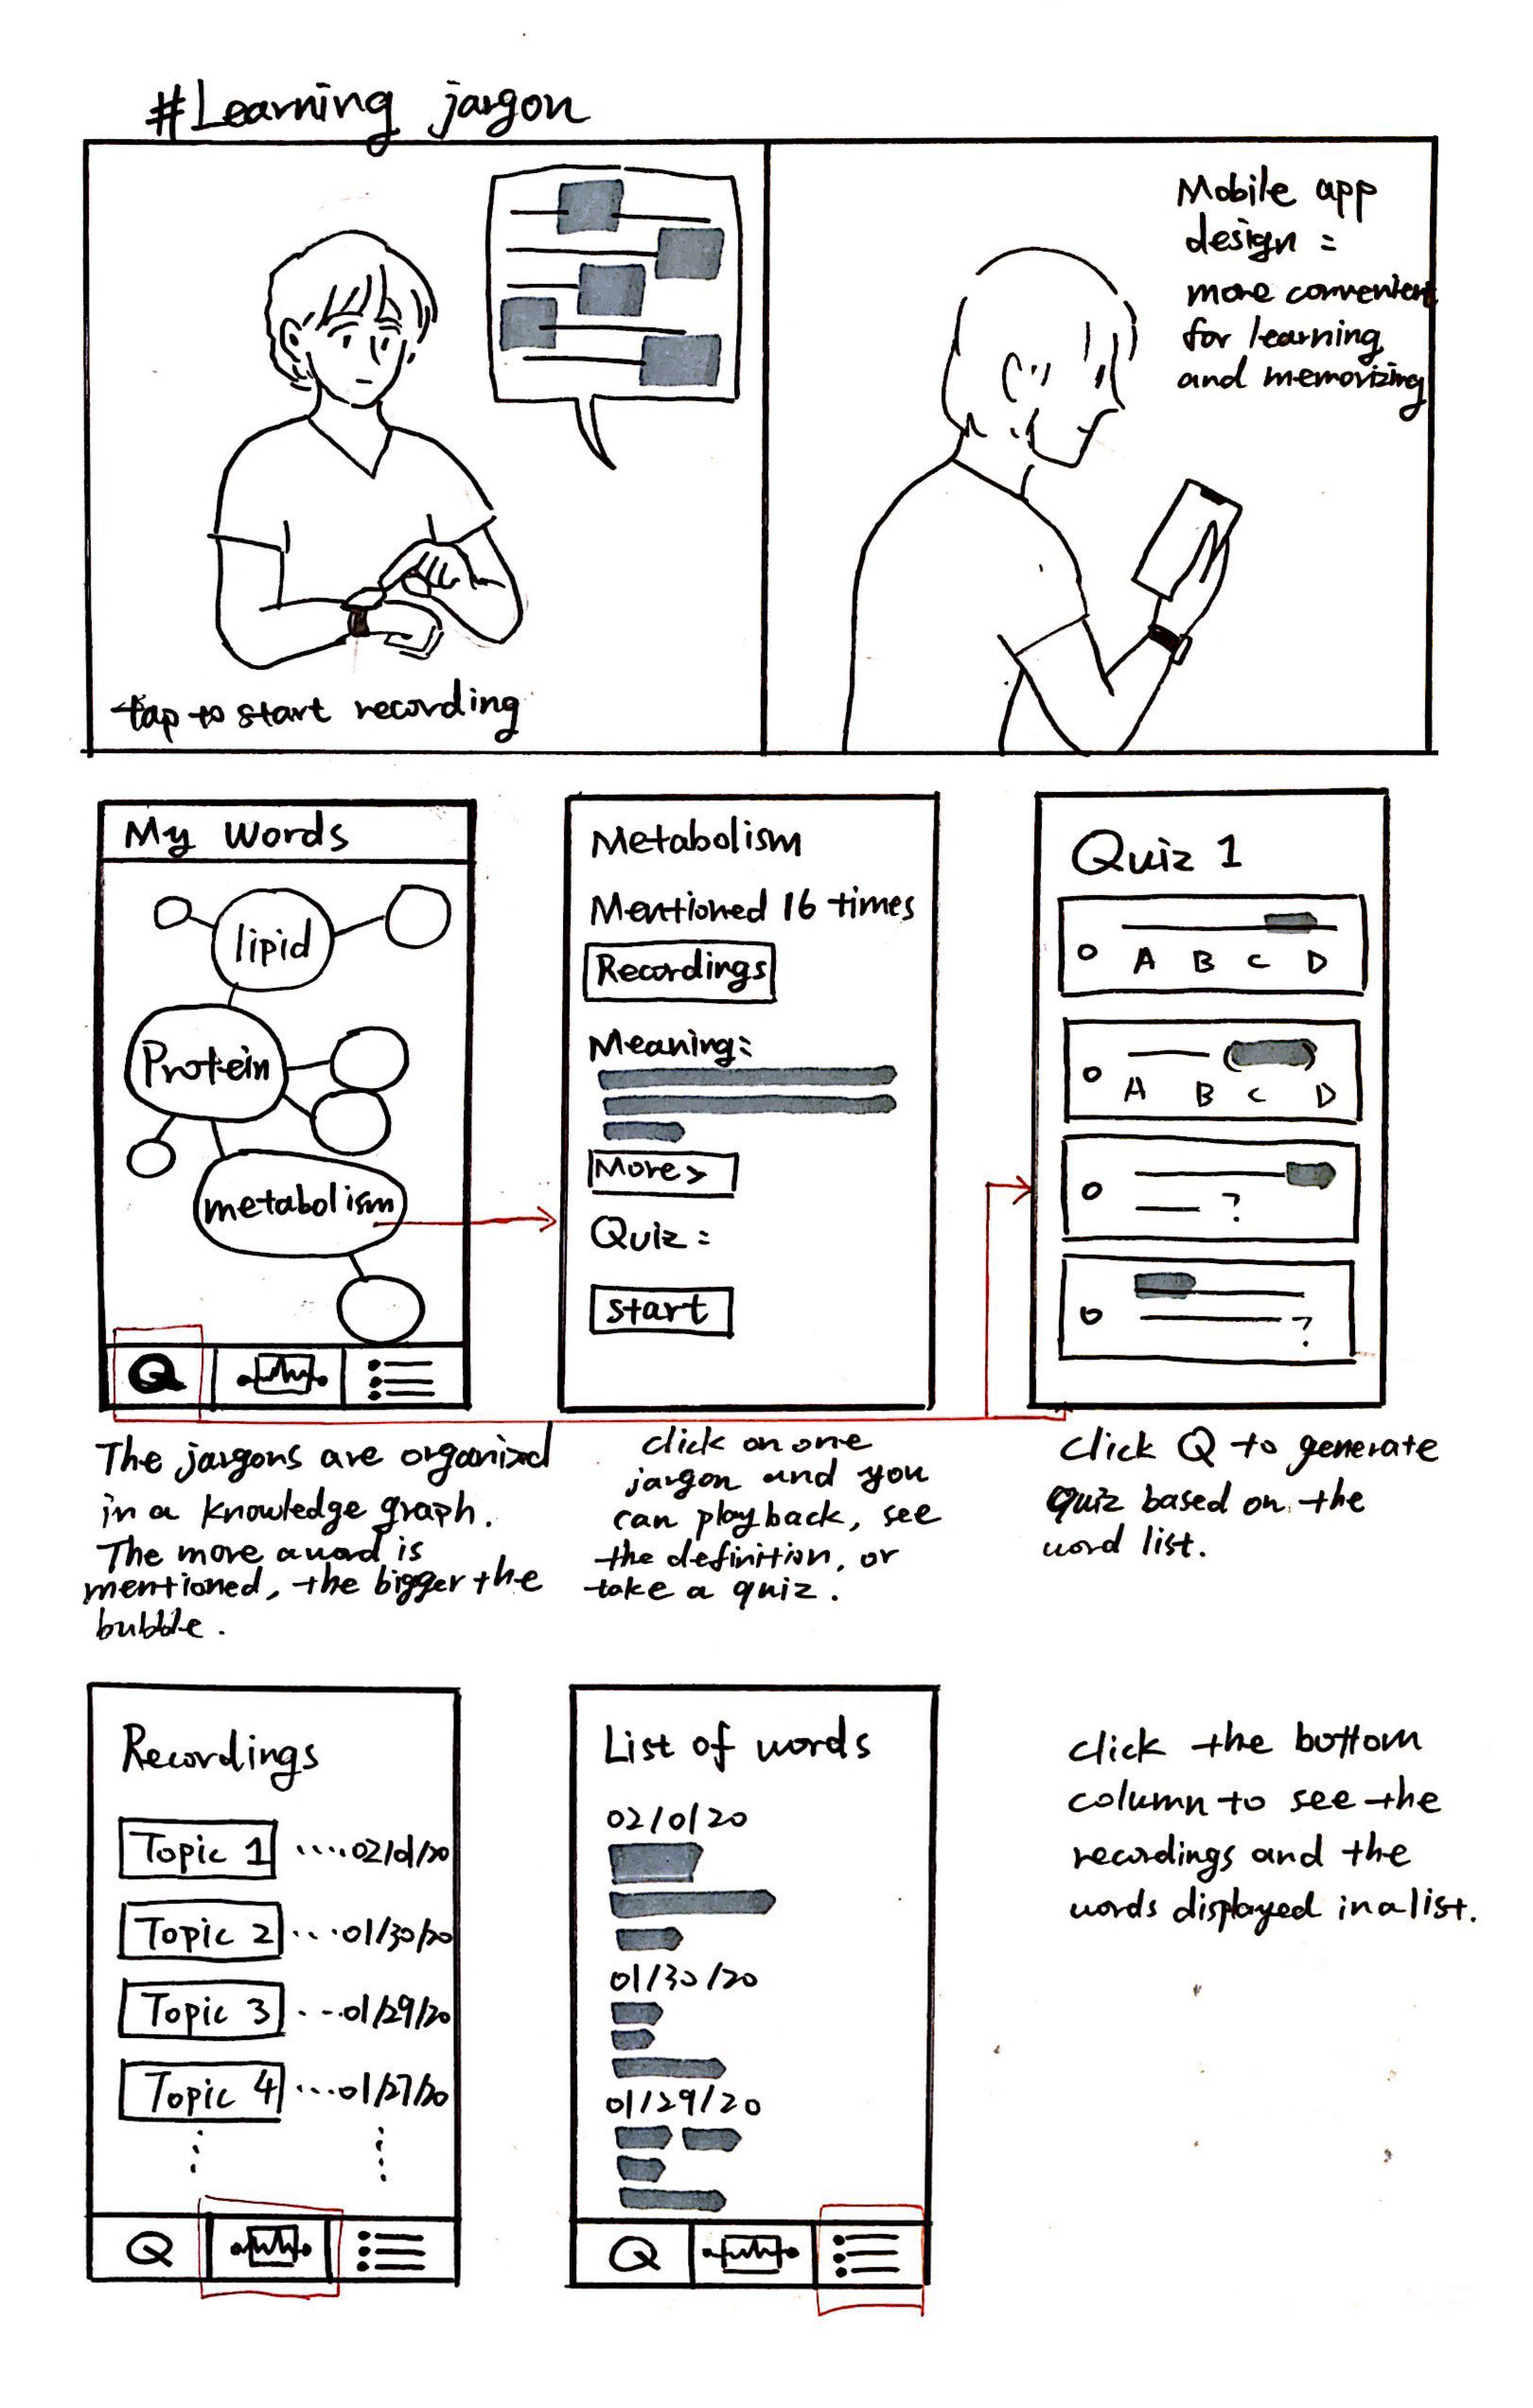 #Learning jargon
tap to start recording
Mobile app
design :
more convenient
for learning
and memorizing
My Words
lipid
Protein
metabolism
Q
Metabolism
Mentioned 16 times
Recordings
Meaning:
More >
Quiz :
start
Quiz 1
A B C D
A B C D
?
?
The jargons are organized
in a knowledge graph.
The more a word is
mentioned, the bigger the
bubble.
click on one
jargon and you
can playback, see
the definition, or
take a quiz.
click Q to generate
quiz based on the
word list.
Recordings
Topic 1 ....02/01/20
Topic 2 ...01/30/20
Topic 3 ...01/29/20
Topic 4 ...01/27/20
Q
List of words
02/01/20
01/30/20
01/29/20
Q
click the bottom
column to see the
recordings and the
words displayed in a list.